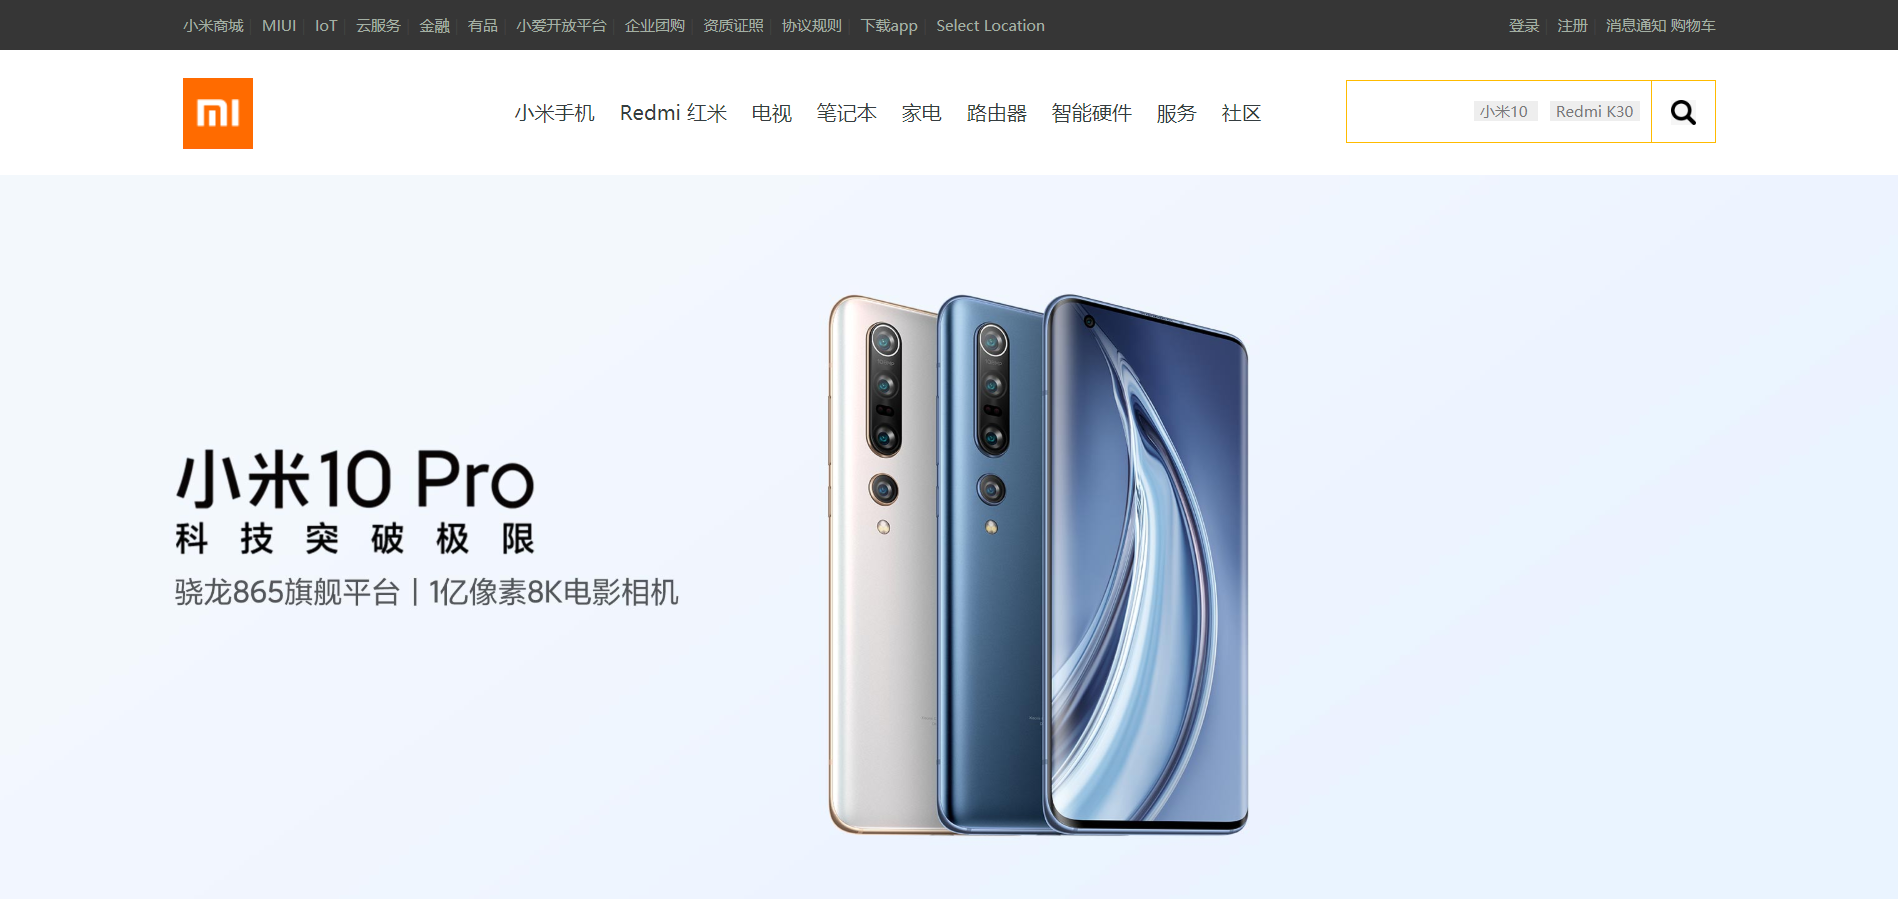 小米商城 MIUI IoT 云服务 金融 有品 小爱开放平台 企业团购 资质证照 协议规则 下载app Select Location 登录 注册 消息通知 购物车
mi 小米手机 Redmi 红米 电视 笔记本 家电 路由器 智能硬件 服务 社区 小米10 Redmi K30
小米10 Pro
科技突破极限
骁龙865旗舰平台 | 1亿像素8K电影相机